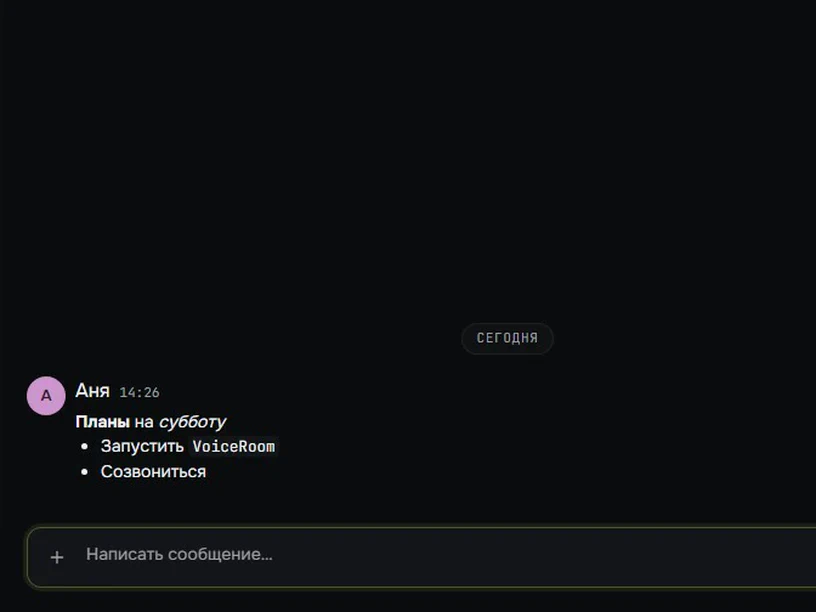 СЕГОДНЯ
А
Аня 14:26
Планы на субботу
• Запустить VoiceRoom
• Созвониться
+ Написать сообщение...